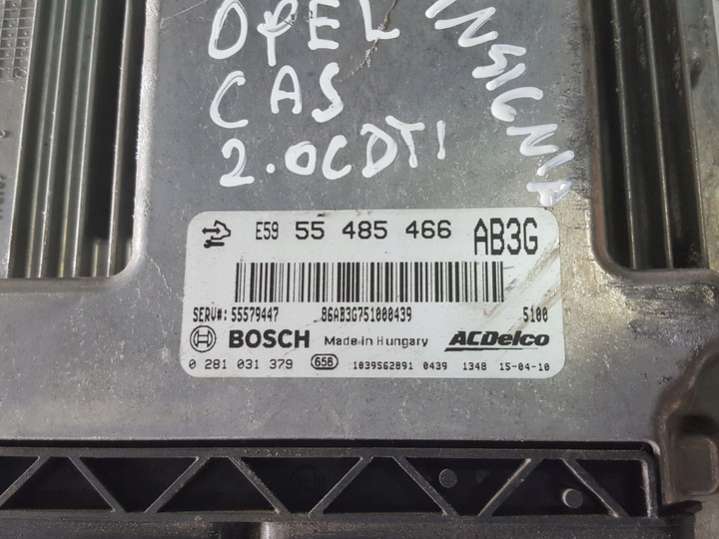 OPEL INSIGNIA
CAS
2.0CDTI
E59 55 485 466 AB3G
SERV#: 55579447 86AB3G751000439 5100
BOSCH Made in Hungary ACDelco
0 281 031 379 658 1039S62891 0439 1348 15-04-10